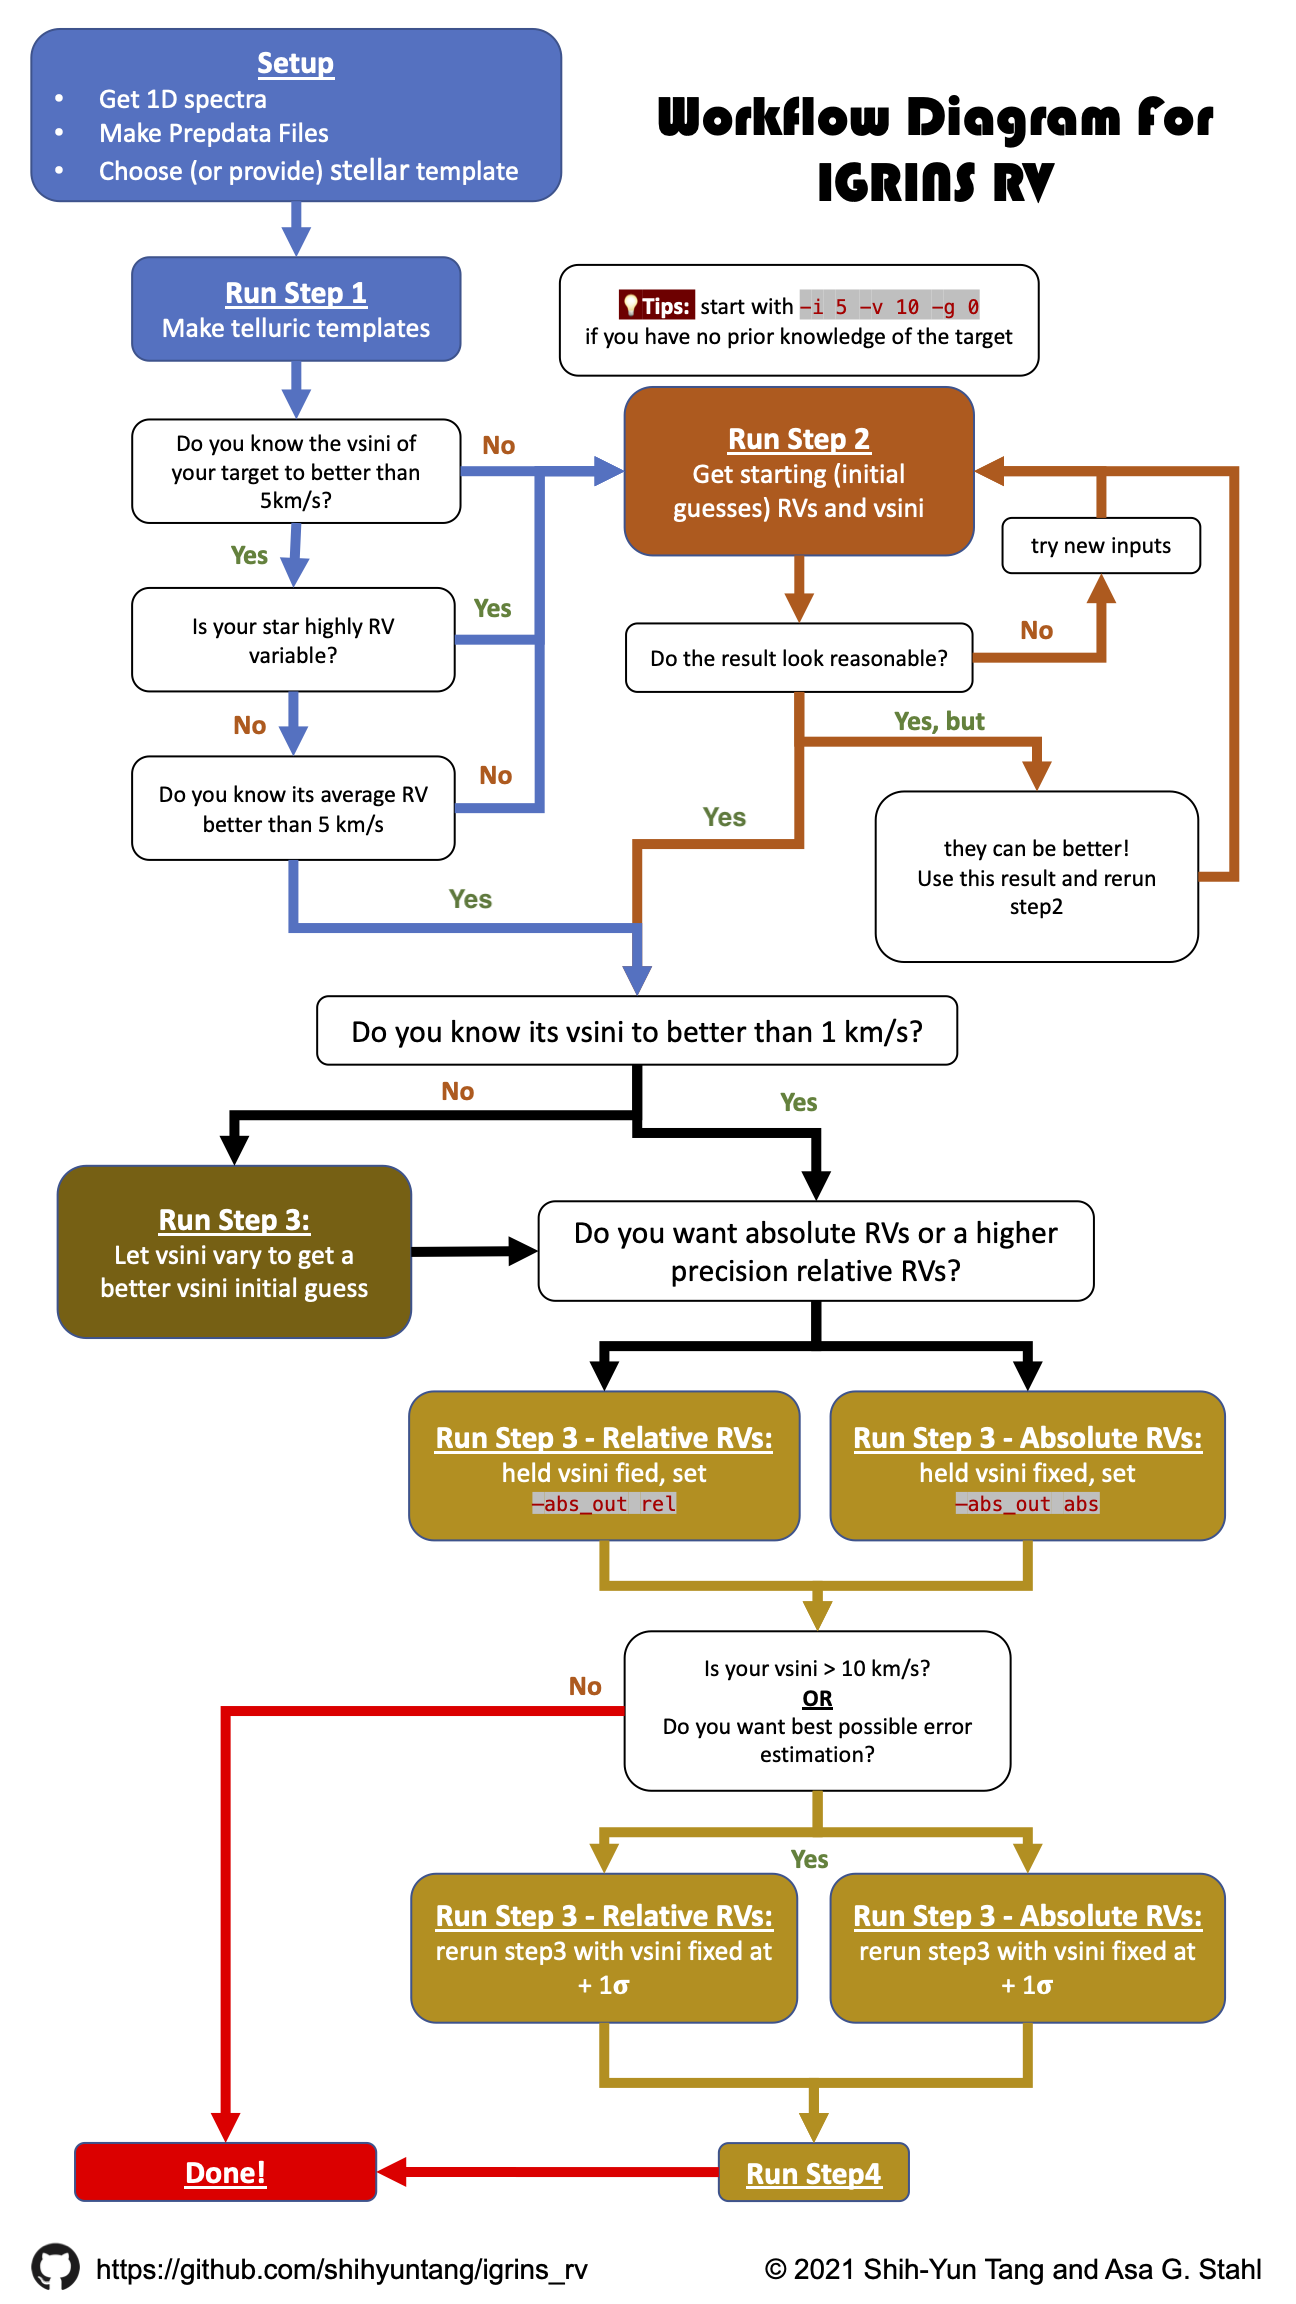 Setup
• Get 1D spectra
• Make Prepdata Files
• Choose (or provide) stellar template
Workflow Diagram For
IGRINS RV
Run Step 1
Make telluric templates
Tips: start with –i 5 –v 10 –g 0
if you have no prior knowledge of the target
Do you know the vsini of
your target to better than
5km/s?
No
Run Step 2
Get starting (initial
guesses) RVs and vsini
try new inputs
Yes
Is your star highly RV
variable?
Yes
Do the result look reasonable?
No
No
Yes, but
Do you know its average RV
better than 5 km/s
No
Yes
they can be better!
Use this result and rerun
step2
Yes
Do you know its vsini to better than 1 km/s?
No
Yes
Run Step 3:
Let vsini vary to get a
better vsini initial guess
Do you want absolute RVs or a higher
precision relative RVs?
Run Step 3 - Relative RVs:
held vsini fied, set
—abs_out rel
Run Step 3 - Absolute RVs:
held vsini fixed, set
—abs_out abs
Is your vsini > 10 km/s?
OR
Do you want best possible error
estimation?
No
Yes
Run Step 3 - Relative RVs:
rerun step3 with vsini fixed at
+ 1σ
Run Step 3 - Absolute RVs:
rerun step3 with vsini fixed at
+ 1σ
Done!
Run Step4
https://github.com/shihyuntang/igrins_rv
© 2021 Shih-Yun Tang and Asa G. Stahl